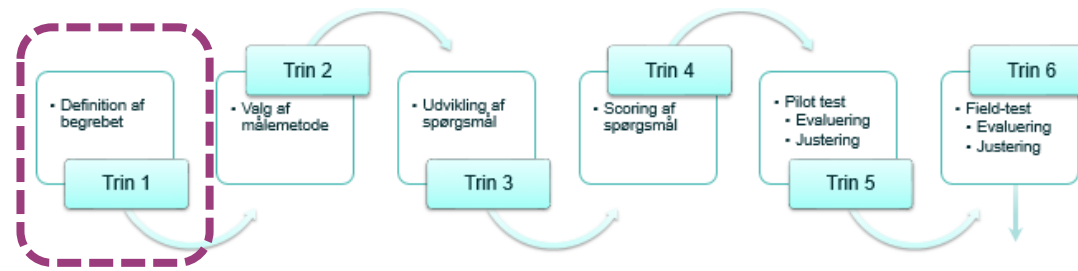 Trin 1
▪ Definition af
begrebet
Trin 2
▪ Valg af
målemetode
Trin 3
▪ Udvikling af
spørgsmål
Trin 4
▪ Scoring af
spørgsmål
Trin 5
▪ Pilot test
▪ Evaluering
▪ Justering
Trin 6
▪ Field-test
▪ Evaluering
▪ Justering